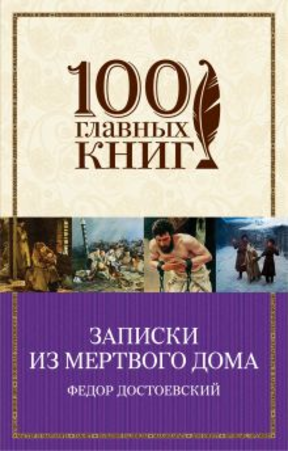 100
ГЛАВНЫХ
КНИГ
ЗАПИСКИ
ИЗ МЕРТВОГО ДОМА
ФЕДОР ДОСТОЕВСКИЙ